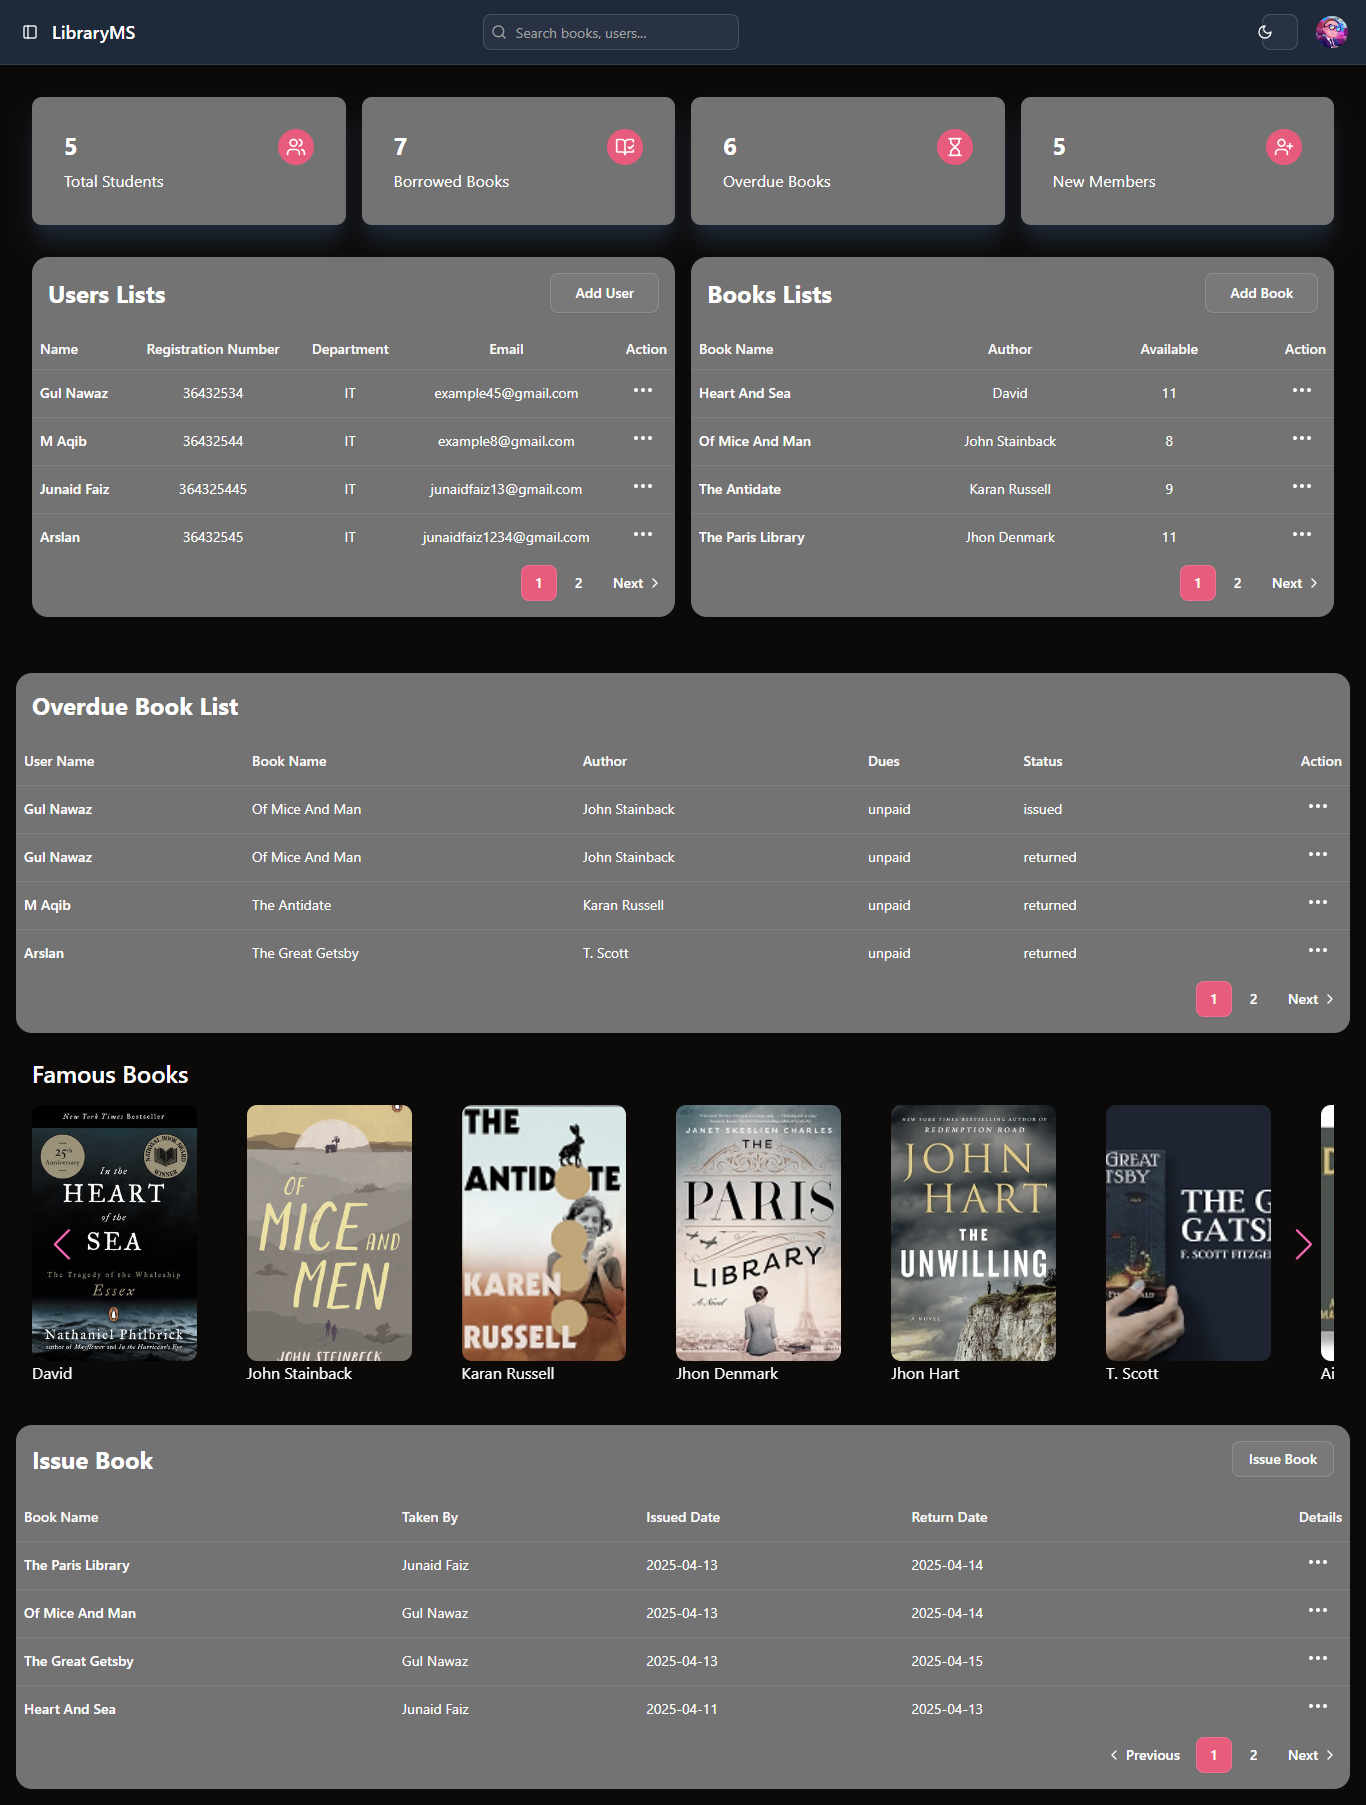 LibraryMS
Search books, users...
5
Total Students
7
Borrowed Books
6
Overdue Books
5
New Members
Users Lists
Add User
Name Registration Number Department Email Action
Gul Nawaz 36432534 IT example45@gmail.com
M Aqib 36432544 IT example8@gmail.com
Junaid Faiz 364325445 IT junaidfaiz13@gmail.com
Arslan 36432545 IT junaidfaiz1234@gmail.com
1 2 Next
Books Lists
Add Book
Book Name Author Available Action
Heart And Sea David 11
Of Mice And Man John Stainback 8
The Antidate Karan Russell 9
The Paris Library Jhon Denmark 11
1 2 Next
Overdue Book List
User Name Book Name Author Dues Status Action
Gul Nawaz Of Mice And Man John Stainback unpaid issued
Gul Nawaz Of Mice And Man John Stainback unpaid returned
M Aqib The Antidate Karan Russell unpaid returned
Arslan The Great Getsby T. Scott unpaid returned
1 2 Next
Famous Books
New York Times Bestseller
25th
Anniversary
NATIONAL BOOK AWARD
WINNER
In the
HEART
of the
SEA
The Tragedy of the Whaleship
Essex
Nathaniel Philbrick
author of Mayflower and In the Hurricane's Eye
David
OF
MICE AND
MEN
JOHN STEINBECK
John Stainback
THE
ANTIDOTE
KAREN
RUSSELL
Karan Russell
JANET SKESLIEN CHARLES
THE
PARIS
LIBRARY
A Novel
Jhon Denmark
NEW YORK TIMES BESTSELLING AUTHOR OF
REDEMPTION ROAD
JOHN
HART
THE
UNWILLING
A NOVEL
Jhon Hart
GREAT
TSBY
THE G
GATS
F. SCOTT FITZGE
T. Scott
Ai
Issue Book
Issue Book
Book Name Taken By Issued Date Return Date Details
The Paris Library Junaid Faiz 2025-04-13 2025-04-14
Of Mice And Man Gul Nawaz 2025-04-13 2025-04-14
The Great Getsby Gul Nawaz 2025-04-13 2025-04-15
Heart And Sea Junaid Faiz 2025-04-11 2025-04-13
Previous 1 2 Next